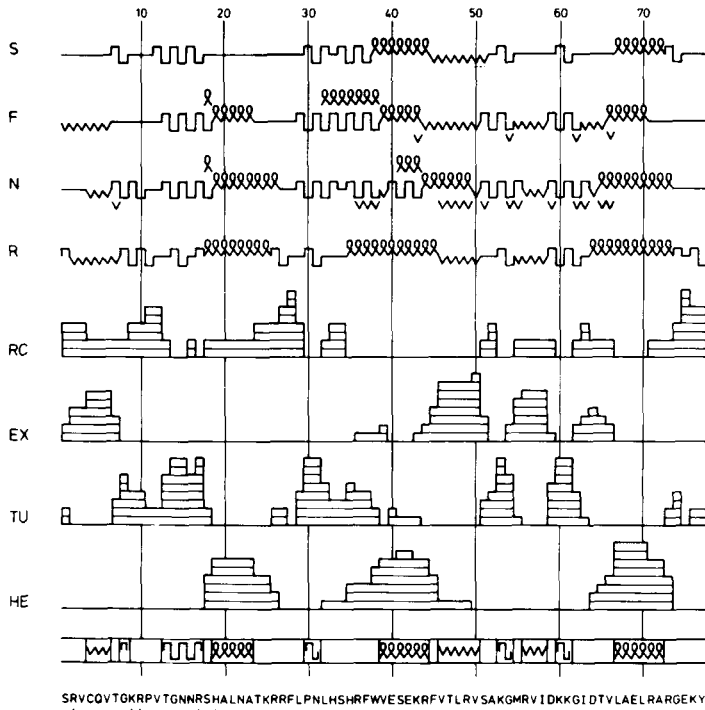 10 20 30 40 50 60 70
S
F
N
R
RC
EX
TU
HE
SRVCQVTGKRPVTGNNRSHALNATKRRFLPNLHSHRFWVESEKRFVTLRVSAKGMRVIDKKGIDTVLAELRARGEKY